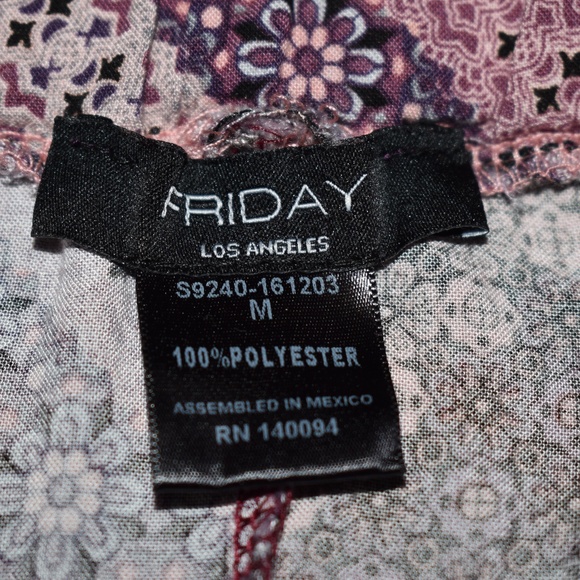 FRIDAY
LOS ANGELES
S9240-161203
M
100%POLYESTER
ASSEMBLED IN MEXICO
RN 140094